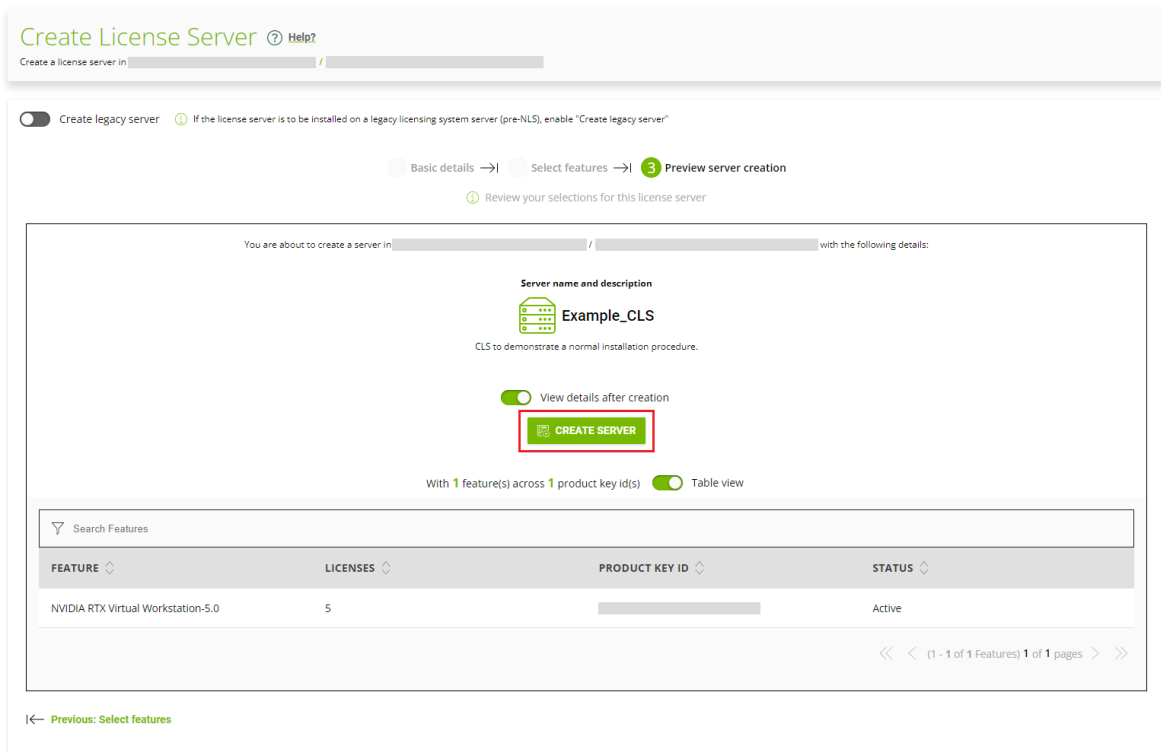 Create License Server ? Help?
Create a license server in /
Create legacy server If the license server is to be installed on a legacy licensing system server (pre-NLS), enable "Create legacy server"
1 Basic details 2 Select features 3 Preview server creation
Review your selections for this license server
You are about to create a server in / with the following details:
Server name and description
Example_CLS
CLS to demonstrate a normal installation procedure.
View details after creation
CREATE SERVER
With 1 feature(s) across 1 product key id(s) Table view
Search Features
FEATURE LICENSES PRODUCT KEY ID STATUS
NVIDIA RTX Virtual Workstation-5.0 5 Active
(1 - 1 of 1 Features) 1 of 1 pages
Previous: Select features